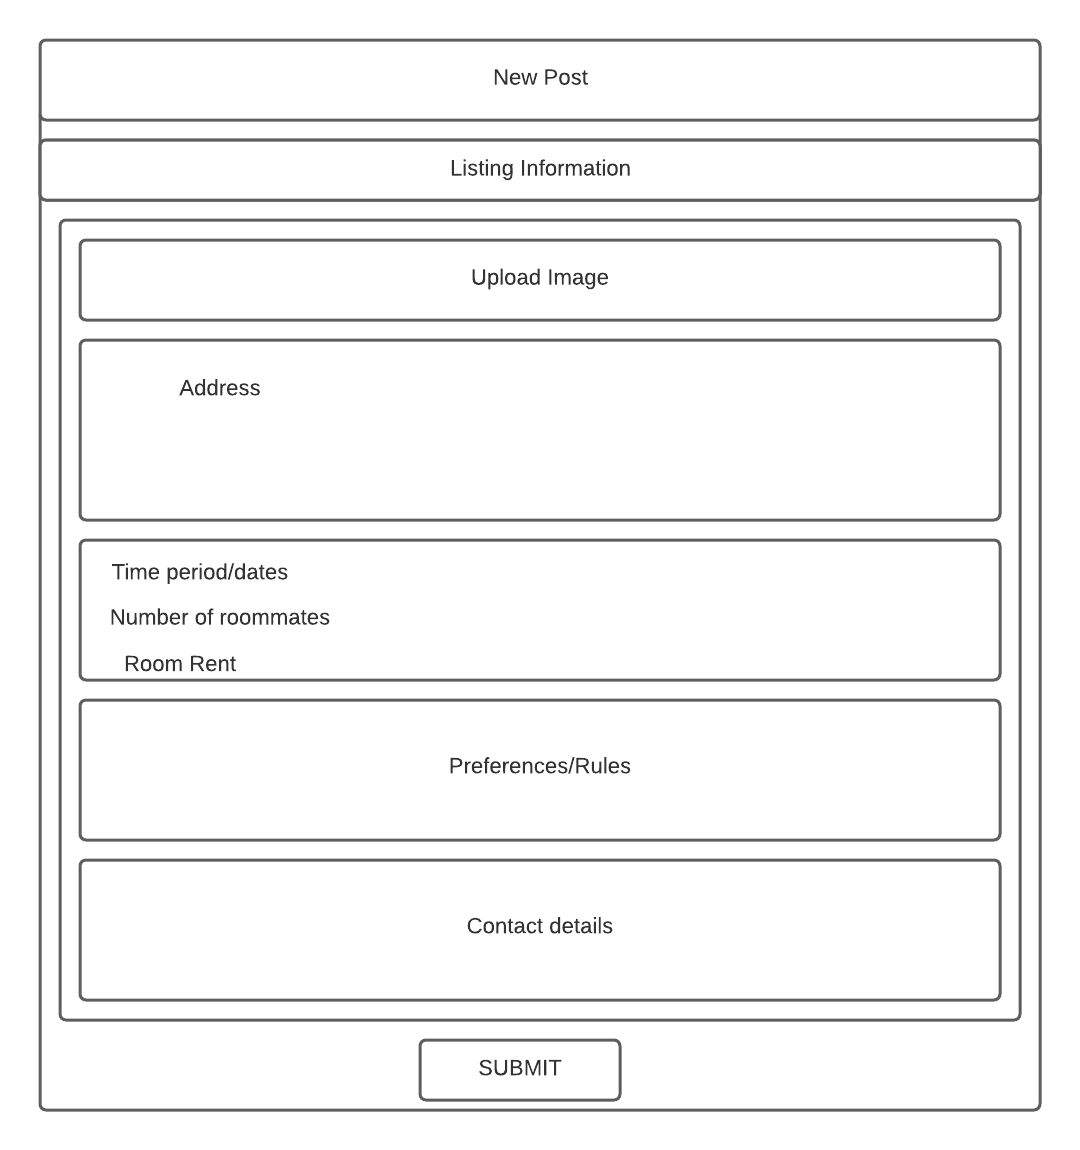 New Post
Listing Information
Upload Image
Address
Time period/dates
Number of roommates
Room Rent
Preferences/Rules
Contact details
SUBMIT